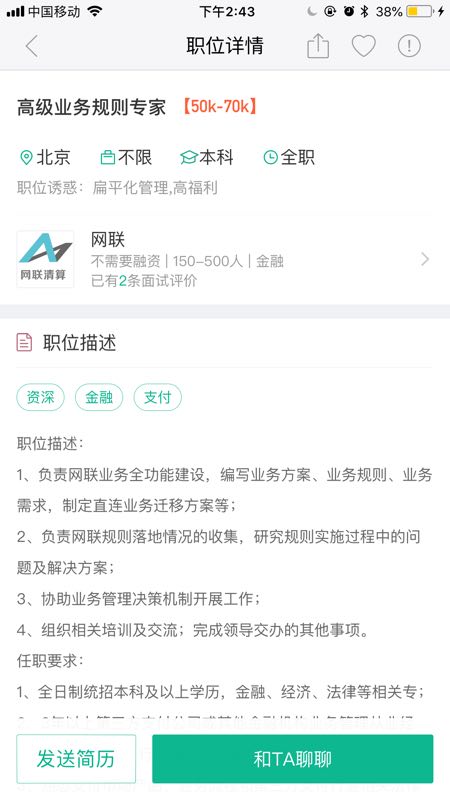 中国移动
下午2:43
38%
职位详情
高级业务规则专家 【50k-70k】
北京 不限 本科 全职
职位诱惑：扁平化管理,高福利
网联
不需要融资 | 150-500人 | 金融
已有2条面试评价
网联清算
职位描述
资深 金融 支付
职位描述：
1、负责网联业务全功能建设，编写业务方案、业务规则、业务
需求，制定直连业务迁移方案等；
2、负责网联规则落地情况的收集，研究规则实施过程中的问
题及解决方案；
3、协助业务管理决策机制开展工作；
4、组织相关培训及交流；完成领导交办的其他事项。
任职要求：
1、全日制统招本科及以上学历，金融、经济、法律等相关专；
发送简历
和TA聊聊